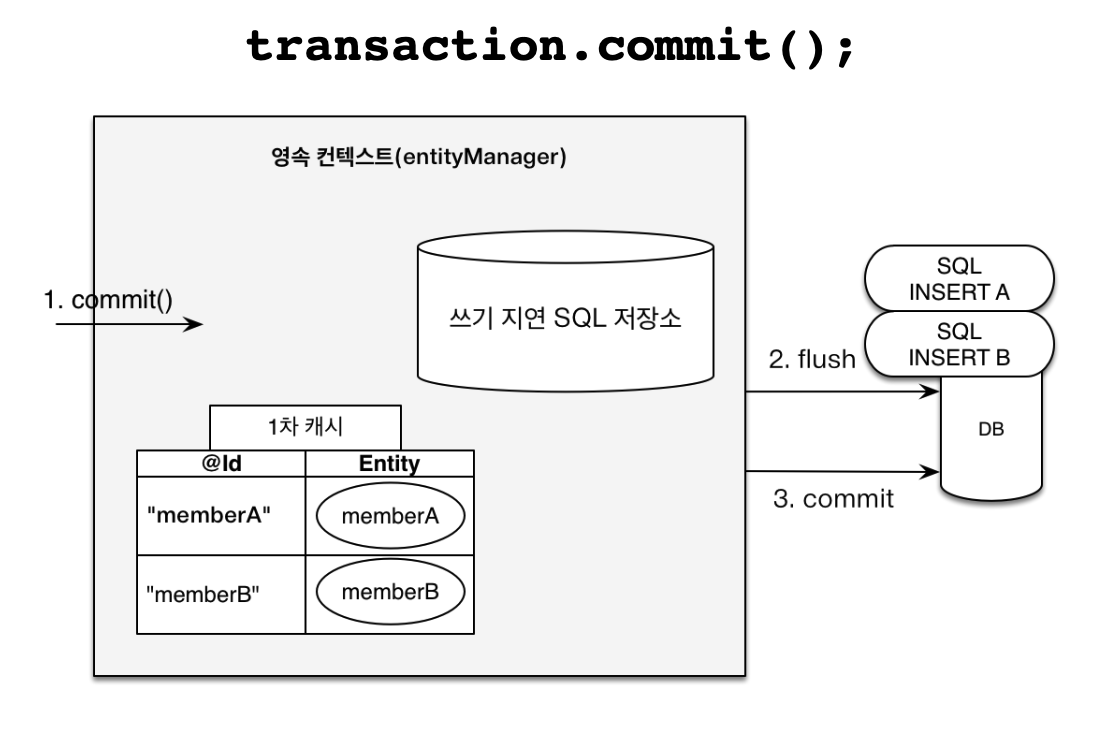 transaction.commit();
영속 컨텍스트(entityManager)
1. commit()
쓰기 지연 SQL 저장소
SQL
INSERT A
SQL
INSERT B
2. flush
DB
3. commit
1차 캐시
@Id Entity
"memberA" memberA
"memberB" memberB